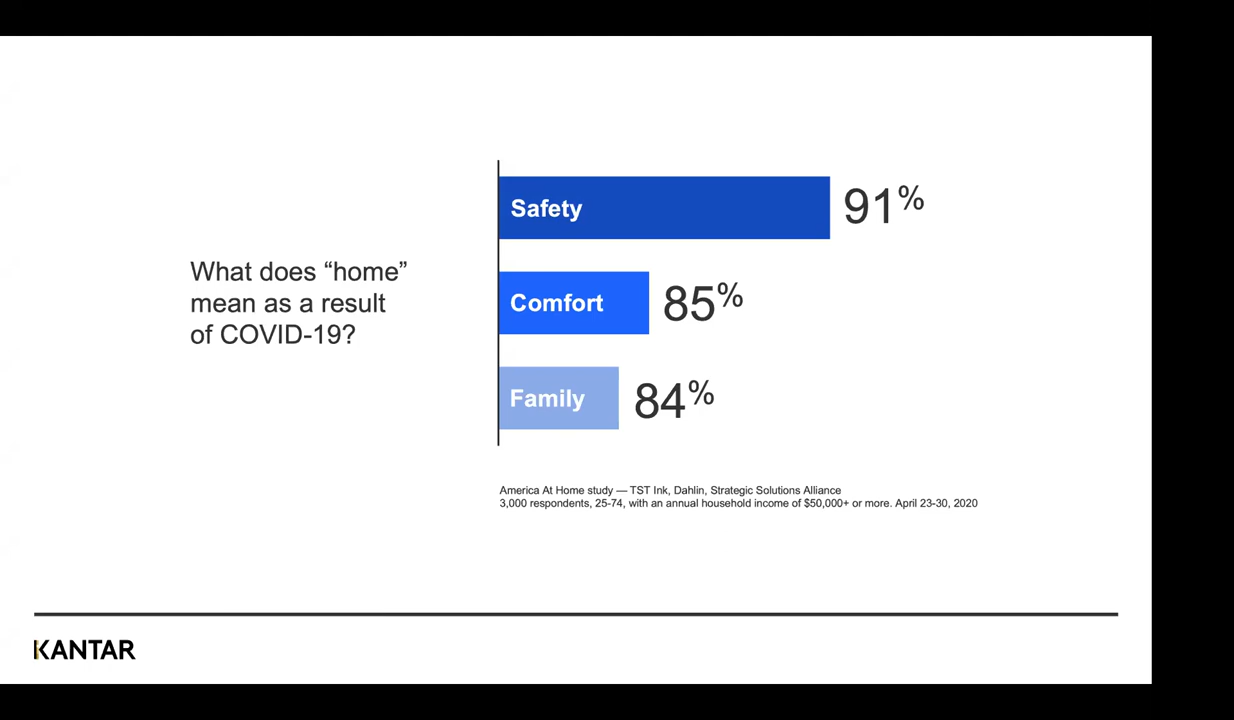 What does “home”
mean as a result
of COVID-19?
Safety
91%
Comfort
85%
Family
84%
America At Home study — TST Ink, Dahlin, Strategic Solutions Alliance
3,000 respondents, 25-74, with an annual household income of $50,000+ or more. April 23-30, 2020
KANTAR